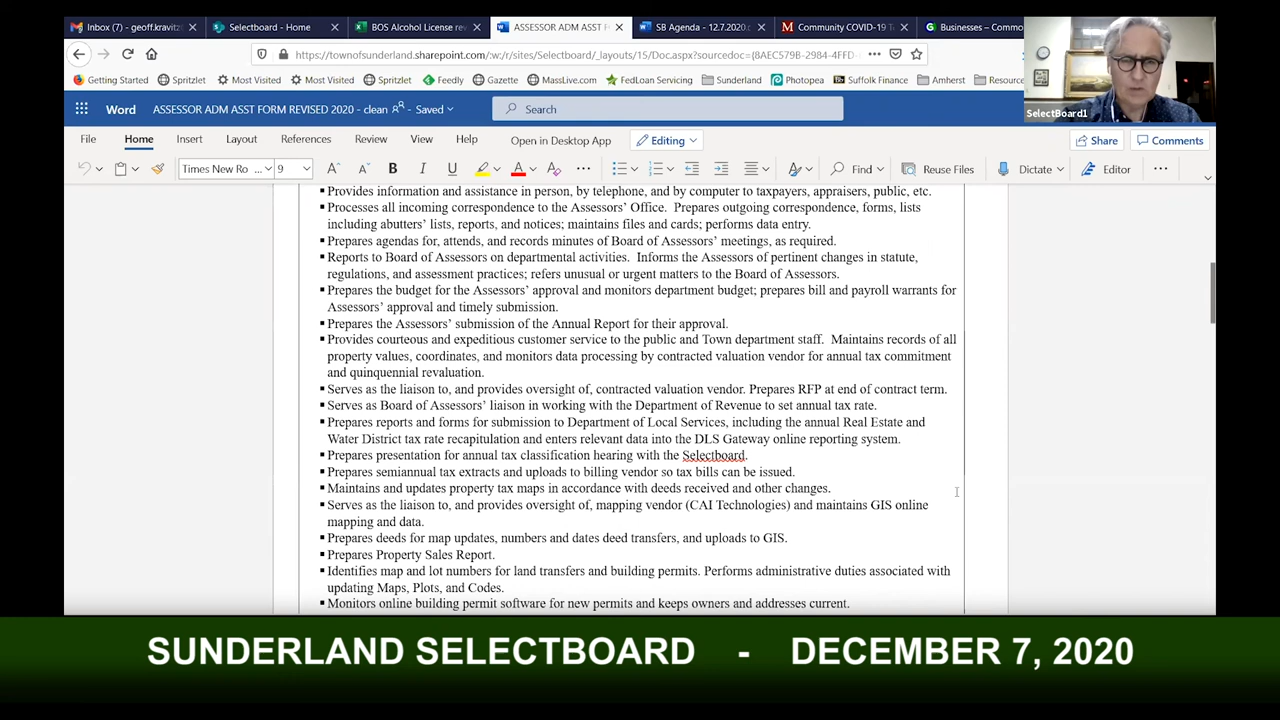 Inbox (7) - geoff.kravitz
Selectboard - Home
BOS Alcohol License rev
ASSESSOR ADM ASST FORM
SB Agenda - 12.7.2020
Community COVID-19 T
Businesses – Commo
https://townofsunderland.sharepoint.com/:w:/r/sites/Selectboard/_layouts/15/Doc.aspx?sourcedoc={8AEC579B-2984-4FFD
Getting Started
Spritzlet
Most Visited
Most Visited
Spritzlet
Feedly
Gazette
MassLive.com
FedLoan Servicing
Sunderland
Photopea
Suffolk Finance
Amherst
Resource
Word
ASSESSOR ADM ASST FORM REVISED 2020 - clean
- Saved
Search
SelectBoard1
File
Home
Insert
Layout
References
Review
View
Help
Open in Desktop App
Editing
Share
Comments
Times New Ro ...
9
B
I
U
Find
Reuse Files
Dictate
Editor
Provides information and assistance in person, by telephone, and by computer to taxpayers, appraisers, public, etc.
Processes all incoming correspondence to the Assessors’ Office. Prepares outgoing correspondence, forms, lists
including abutters’ lists, reports, and notices; maintains files and cards; performs data entry.
Prepares agendas for, attends, and records minutes of Board of Assessors’ meetings, as required.
Reports to Board of Assessors on departmental activities. Informs the Assessors of pertinent changes in statute,
regulations, and assessment practices; refers unusual or urgent matters to the Board of Assessors.
Prepares the budget for the Assessors’ approval and monitors department budget; prepares bill and payroll warrants for
Assessors’ approval and timely submission.
Prepares the Assessors’ submission of the Annual Report for their approval.
Provides courteous and expeditious customer service to the public and Town department staff. Maintains records of all
property values, coordinates, and monitors data processing by contracted valuation vendor for annual tax commitment
and quinquennial revaluation.
Serves as the liaison to, and provides oversight of, contracted valuation vendor. Prepares RFP at end of contract term.
Serves as Board of Assessors’ liaison in working with the Department of Revenue to set annual tax rate.
Prepares reports and forms for submission to Department of Local Services, including the annual Real Estate and
Water District tax rate recapitulation and enters relevant data into the DLS Gateway online reporting system.
Prepares presentation for annual tax classification hearing with the Selectboard.
Prepares semiannual tax extracts and uploads to billing vendor so tax bills can be issued.
Maintains and updates property tax maps in accordance with deeds received and other changes.
Serves as the liaison to, and provides oversight of, mapping vendor (CAI Technologies) and maintains GIS online
mapping and data.
Prepares deeds for map updates, numbers and dates deed transfers, and uploads to GIS.
Prepares Property Sales Report.
Identifies map and lot numbers for land transfers and building permits. Performs administrative duties associated with
updating Maps, Plots, and Codes.
Monitors online building permit software for new permits and keeps owners and addresses current.
SUNDERLAND SELECTBOARD - DECEMBER 7, 2020